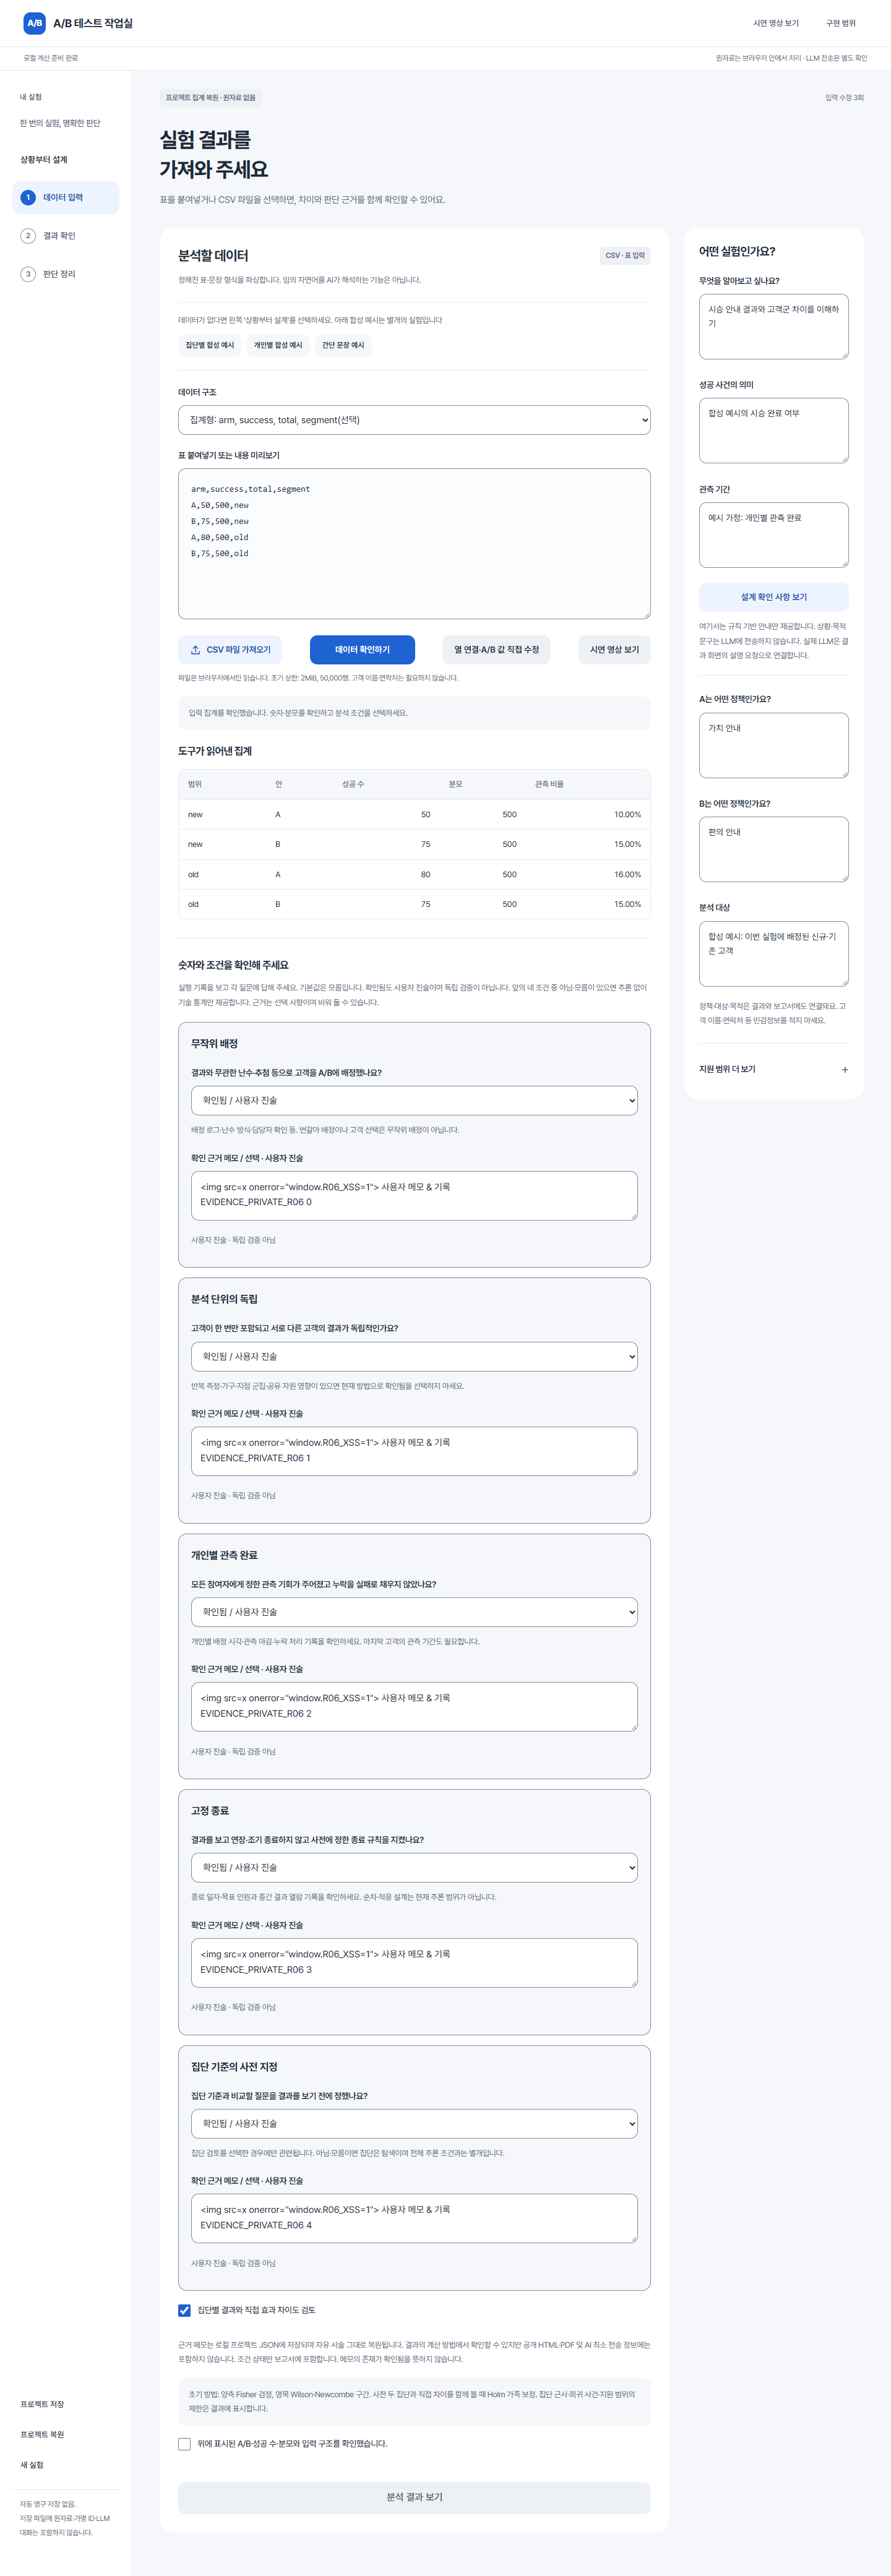 A/B
A/B 테스트 작업실
시연 영상 보기
구현 범위
로컬 계산 준비 완료
원자료는 브라우저 안에서 처리 · LLM 전송은 별도 확인
내 실험
한 번의 실험, 명확한 판단
상황부터 설계
1 데이터 입력
2 결과 확인
3 판단 정리
프로젝트 집계 복원 · 원자료 없음
입력 수정 3회
실험 결과를
가져와 주세요
표를 붙여넣거나 CSV 파일을 선택하면, 차이와 판단 근거를 함께 확인할 수 있어요.
분석할 데이터
CSV · 표 입력
정해진 표·문장 형식을 파싱합니다. 임의 자연어를 AI가 해석하는 기능은 아닙니다.
데이터가 없다면 왼쪽 ‘상황부터 설계’를 선택하세요. 아래 합성 예시는 별개의 실험입니다
집단별 합성 예시
개인별 합성 예시
간단 문장 예시
데이터 구조
집계형: arm, success, total, segment(선택)
표 붙여넣기 또는 내용 미리보기
arm,success,total,segment
A,50,500,new
B,75,500,new
A,80,500,old
B,75,500,old
CSV 파일 가져오기
데이터 확인하기
열 연결·A/B 값 직접 수정
시연 영상 보기
파일은 브라우저에서만 읽습니다. 초기 상한: 2MiB, 50,000행. 고객 이름·연락처는 필요하지 않습니다.
입력 집계를 확인했습니다. 숫자·분모를 확인하고 분석 조건을 선택하세요.
도구가 읽어낸 집계
범위 안 성공 수 분모 관측 비율
new A 50 500 10.00%
new B 75 500 15.00%
old A 80 500 16.00%
old B 75 500 15.00%
숫자와 조건을 확인해 주세요
실행 기록을 보고 각 질문에 답해 주세요. 기본값은 모름입니다. 확인됨도 사용자 진술이며 독립 검증이 아닙니다. 앞의 네 조건 중 아님·모름이 있으면 추론 없이
기술 통계만 제공합니다. 근거는 선택 사항이며 비워 둘 수 있습니다.
무작위 배정
결과와 무관한 난수·추첨 등으로 고객을 A/B에 배정했나요?
확인됨 / 사용자 진술
배정 로그·난수 방식·담당자 확인 등. 번갈아 배정이나 고객 선택은 무작위 배정이 아닙니다.
확인 근거 메모 / 선택 · 사용자 진술
<img src=x onerror="window.R06_XSS=1"> 사용자 메모 & 기록
EVIDENCE_PRIVATE_R06 0
사용자 진술 · 독립 검증 아님
분석 단위의 독립
고객이 한 번만 포함되고 서로 다른 고객의 결과가 독립적인가요?
확인됨 / 사용자 진술
반복 측정·가구·지점 군집·공유 자원 영향이 있으면 현재 방법으로 확인됨을 선택하지 마세요.
확인 근거 메모 / 선택 · 사용자 진술
<img src=x onerror="window.R06_XSS=1"> 사용자 메모 & 기록
EVIDENCE_PRIVATE_R06 1
사용자 진술 · 독립 검증 아님
개인별 관측 완료
모든 참여자에게 정한 관측 기회가 주어졌고 누락을 실패로 채우지 않았나요?
확인됨 / 사용자 진술
개인별 배정 시각·관측 마감·누락 처리 기록을 확인하세요. 마지막 고객의 관측 기간도 필요합니다.
확인 근거 메모 / 선택 · 사용자 진술
<img src=x onerror="window.R06_XSS=1"> 사용자 메모 & 기록
EVIDENCE_PRIVATE_R06 2
사용자 진술 · 독립 검증 아님
고정 종료
결과를 보고 연장·조기 종료하지 않고 사전에 정한 종료 규칙을 지켰나요?
확인됨 / 사용자 진술
종료 일자·목표 인원과 중간 결과 열람 기록을 확인하세요. 순차·적응 설계는 현재 추론 범위가 아닙니다.
확인 근거 메모 / 선택 · 사용자 진술
<img src=x onerror="window.R06_XSS=1"> 사용자 메모 & 기록
EVIDENCE_PRIVATE_R06 3
사용자 진술 · 독립 검증 아님
집단 기준의 사전 지정
집단 기준과 비교할 질문을 결과를 보기 전에 정했나요?
확인됨 / 사용자 진술
집단 검토를 선택한 경우에만 관련됩니다. 아님·모름이면 집단은 탐색이며 전체 추론 조건과는 별개입니다.
확인 근거 메모 / 선택 · 사용자 진술
<img src=x onerror="window.R06_XSS=1"> 사용자 메모 & 기록
EVIDENCE_PRIVATE_R06 4
사용자 진술 · 독립 검증 아님
집단별 결과와 직접 효과 차이도 검토
근거 메모는 로컬 프로젝트 JSON에 저장되며 자유 서술 그대로 복원됩니다. 결과의 계산 방법에서 확인할 수 있지만 공개 HTML·PDF 및 AI 최소 전송 정보에는
포함하지 않습니다. 조건 상태만 보고서에 포함합니다. 메모의 존재가 확인됨을 뜻하지 않습니다.
초기 방법: 양측 Fisher 검정, 명목 Wilson·Newcombe 구간. 사전 두 집단과 직접 차이를 함께 볼 때 Holm 가족 보정. 집단 근사·희귀 사건·지원 범위의
제한은 결과에 표시합니다.
위에 표시된 A/B·성공 수·분모와 입력 구조를 확인했습니다.
분석 결과 보기
어떤 실험인가요?
무엇을 알아보고 싶나요?
시승 안내 결과와 고객군 차이를 이해하
기
성공 사건의 의미
합성 예시의 시승 완료 여부
관측 기간
예시 가정: 개인별 관측 완료
설계 확인 사항 보기
여기서는 규칙 기반 안내만 제공합니다. 상황·목적
문구는 LLM에 전송하지 않습니다. 실제 LLM은 결
과 화면의 설명 요청으로 연결합니다.
A는 어떤 정책인가요?
가치 안내
B는 어떤 정책인가요?
편의 안내
분석 대상
합성 예시: 이번 실험에 배정된 신규·기
존 고객
정책·대상·목적은 결과와 보고서에도 연결돼요. 고
객 이름·연락처 등 민감정보를 적지 마세요.
지원 범위 더 보기 +
프로젝트 저장
프로젝트 복원
새 실험
자동 영구 저장 없음.
저장 파일에 원자료·가명 ID·LLM
대화는 포함하지 않습니다.